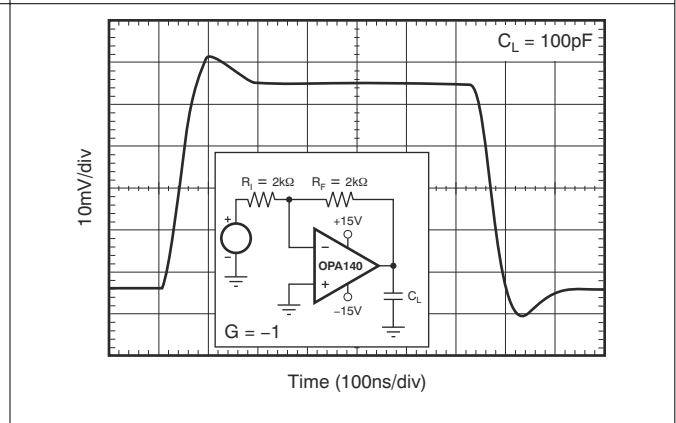 C_L = 100pF
10mV/div
R_I = 2kΩ
R_F = 2kΩ
+15V
+
−
−
OPA140
+
C_L
−15V
G = −1
Time (100ns/div)